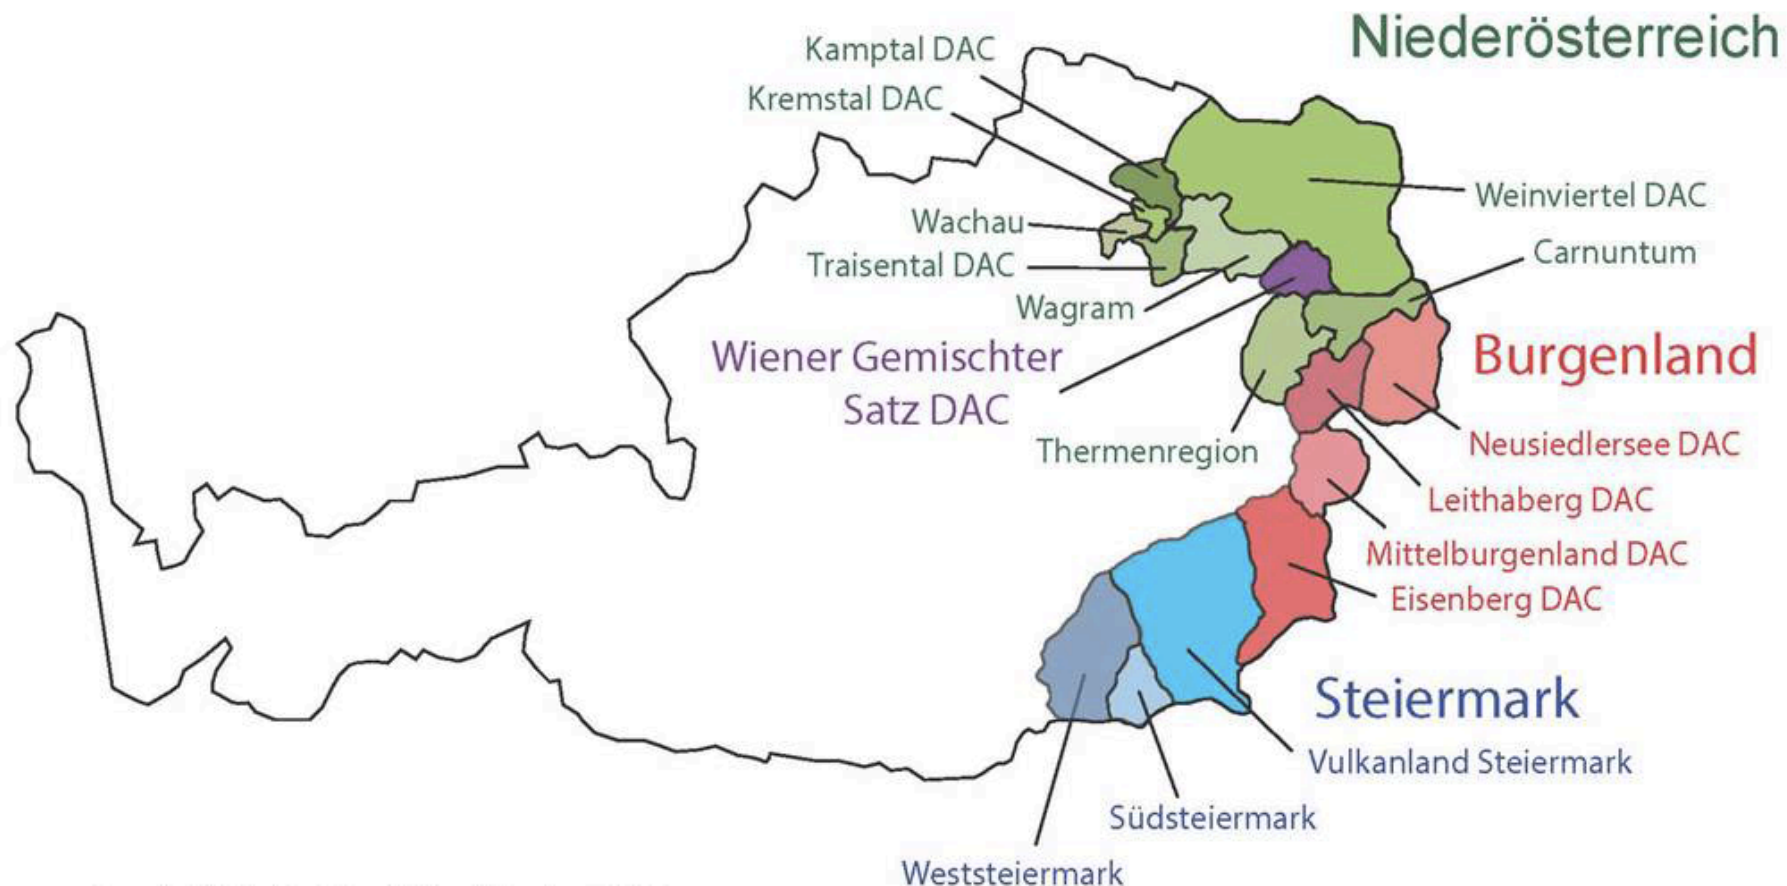 Niederösterreich
Kamptal DAC
Kremstal DAC
Weinviertel DAC
Wachau
Carnuntum
Traisental DAC
Wagram
Wiener Gemischter
Satz DAC
Burgenland
Thermenregion
Neusiedlersee DAC
Leithaberg DAC
Mittelburgenland DAC
Eisenberg DAC
Steiermark
Vulkanland Steiermark
Südsteiermark
Weststeiermark